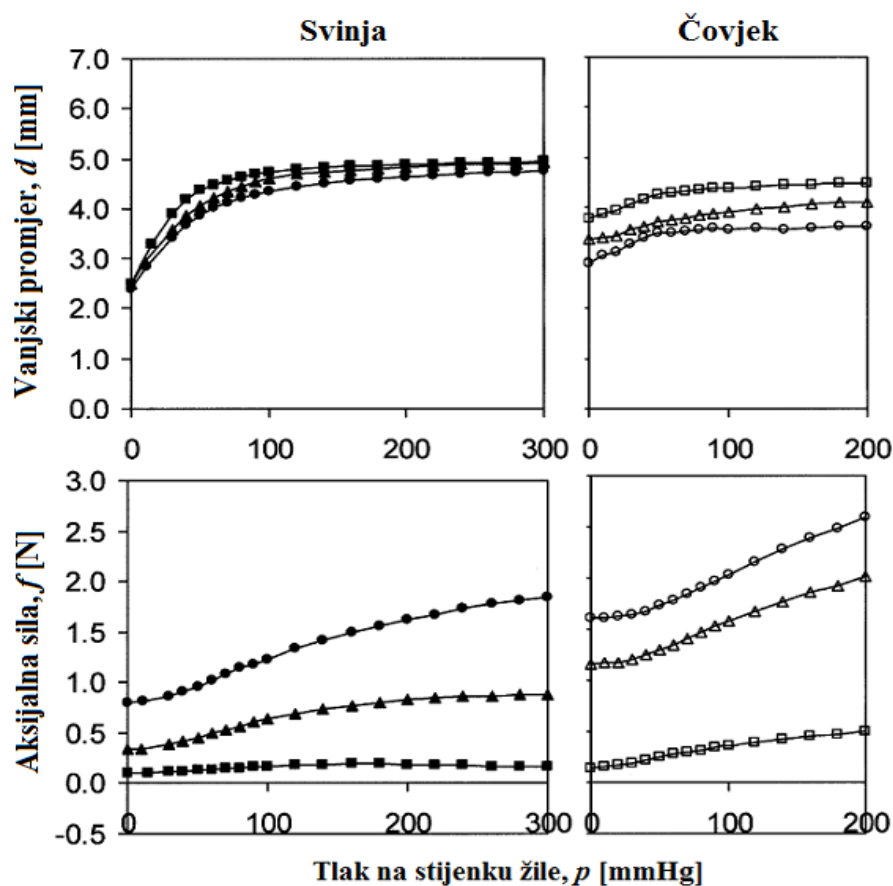 Svinja
Čovjek
Vanjski promjer, d [mm]
7.0
6.0
5.0
4.0
3.0
2.0
1.0
0.0
0 100 200 300
0 100 200
Aksijalna sila, f [N]
3.0
2.5
2.0
1.5
1.0
0.5
0.0
-0.5
0 100 200 300
0 100 200
Tlak na stijenku žile, p [mmHg]